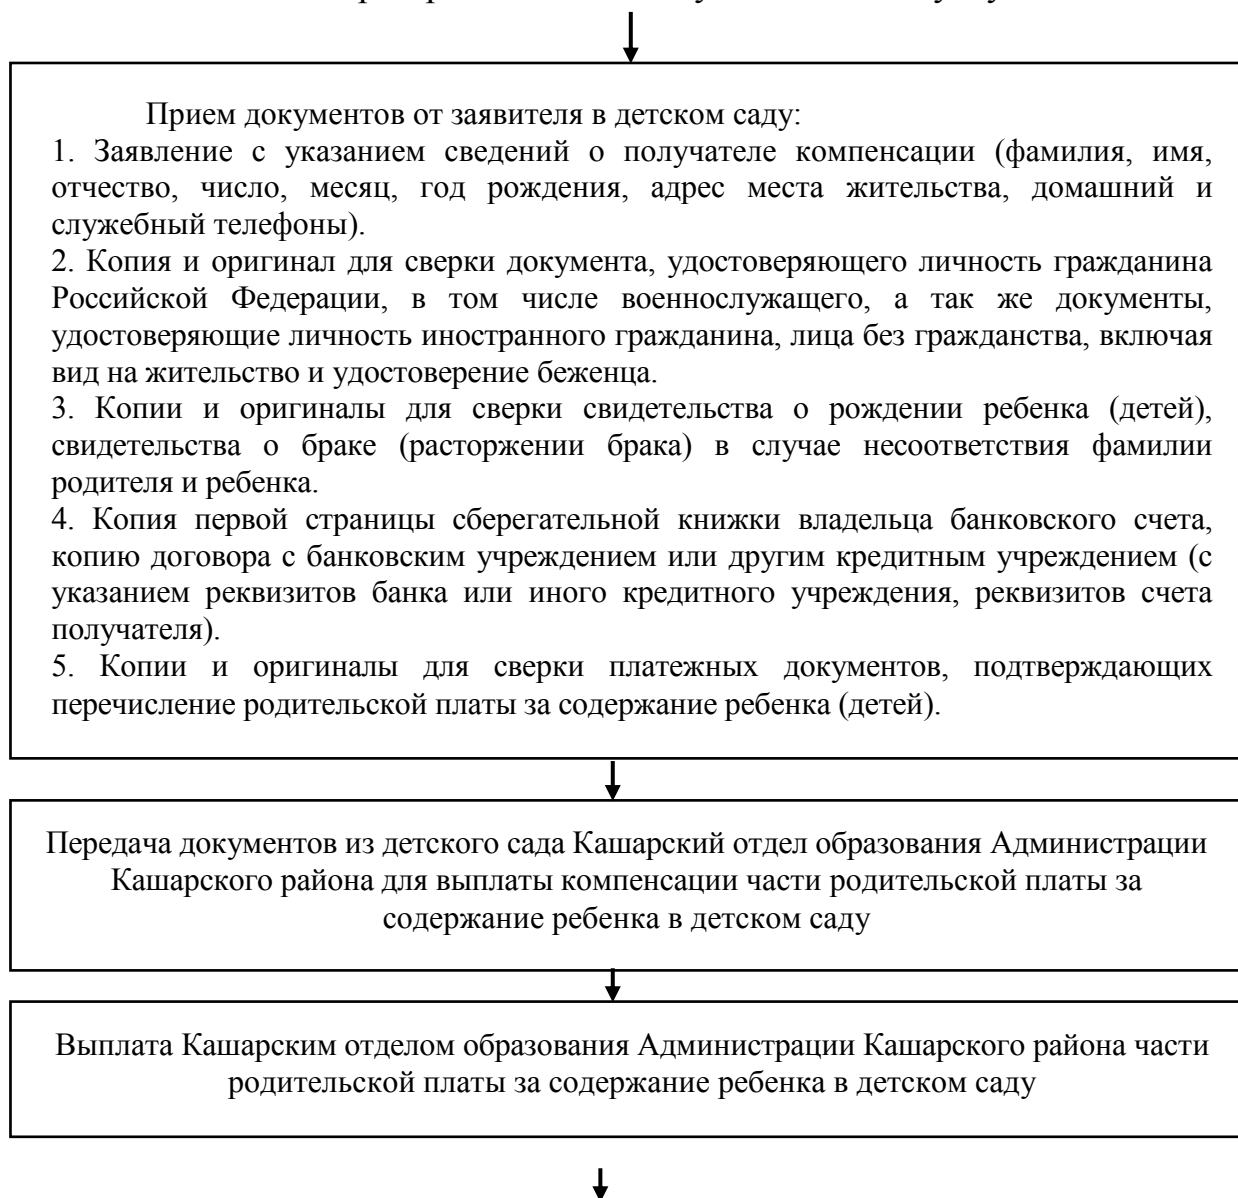 Прием документов от заявителя в детском саду:
1. Заявление с указанием сведений о получателе компенсации (фамилия, имя,
отчество, число, месяц, год рождения, адрес места жительства, домашний и
служебный телефоны).
2. Копия и оригинал для сверки документа, удостоверяющего личность гражданина
Российской Федерации, в том числе военнослужащего, а так же документы,
удостоверяющие личность иностранного гражданина, лица без гражданства, включая
вид на жительство и удостоверение беженца.
3. Копии и оригиналы для сверки свидетельства о рождении ребенка (детей),
свидетельства о браке (расторжении брака) в случае несоответствия фамилии
родителя и ребенка.
4. Копия первой страницы сберегательной книжки владельца банковского счета,
копию договора с банковским учреждением или другим кредитным учреждением (с
указанием реквизитов банка или иного кредитного учреждения, реквизитов счета
получателя).
5. Копии и оригиналы для сверки платежных документов, подтверждающих
перечисление родительской платы за содержание ребенка (детей).
Передача документов из детского сада Кашарский отдел образования Администрации
Кашарского района для выплаты компенсации части родительской платы за
содержание ребенка в детском саду
Выплата Кашарским отделом образования Администрации Кашарского района части
родительской платы за содержание ребенка в детском саду